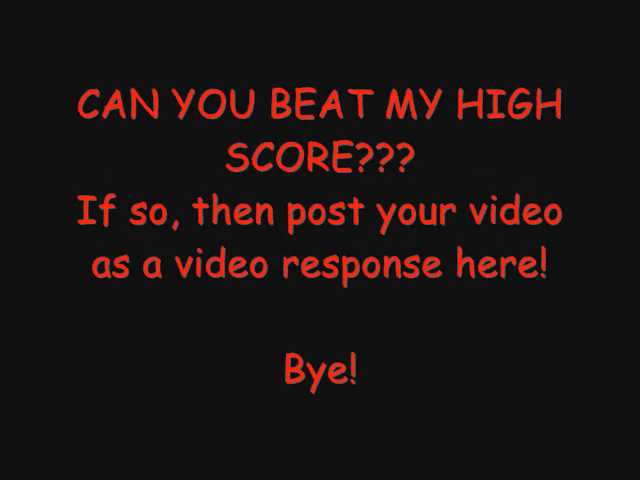 CAN YOU BEAT MY HIGH
SCORE???
If so, then post your video
as a video response here!
Bye!